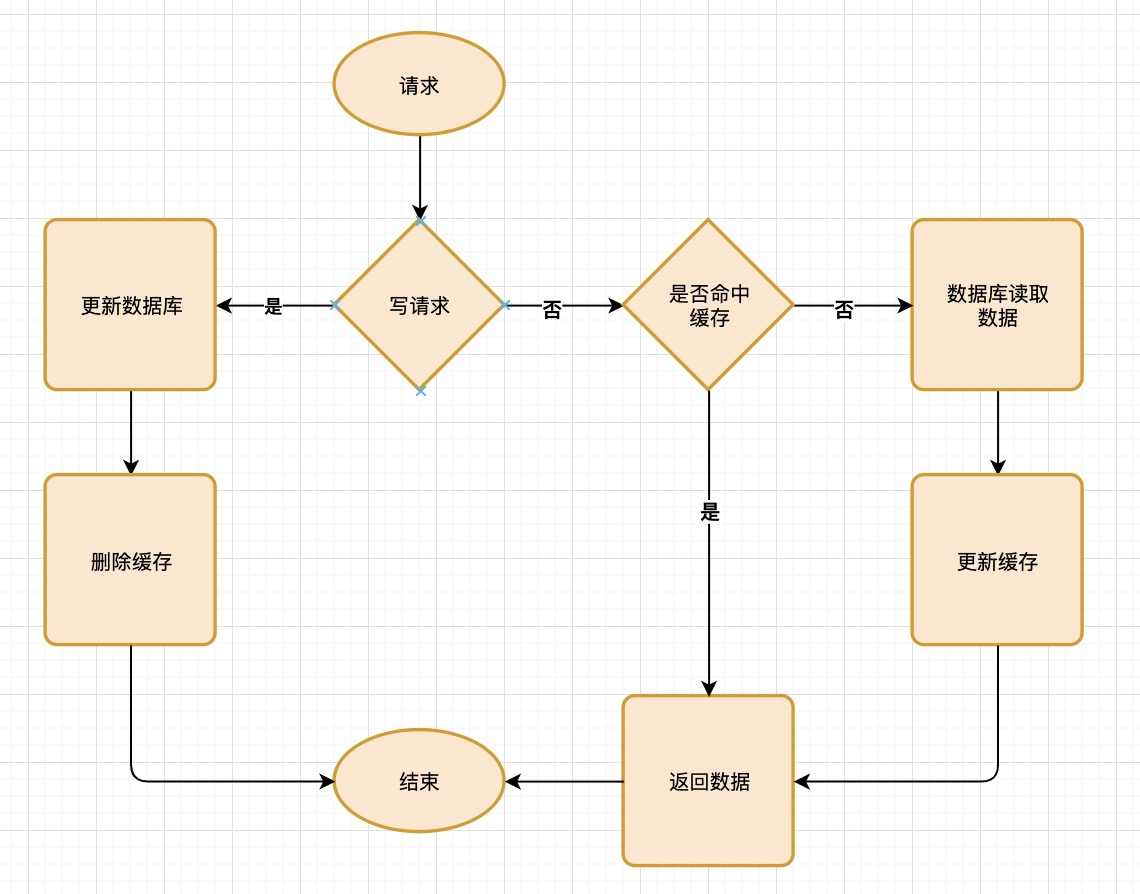 请求
更新数据库
是
写请求
否
是否命中
缓存
否
数据库读取
数据
删除缓存
是
更新缓存
结束
返回数据